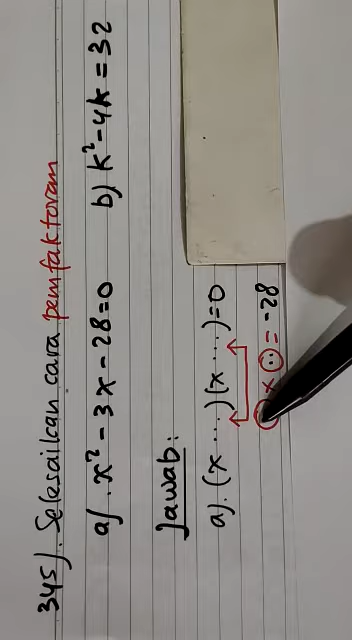 345). Selesaikan cara pemfaktoran
a). x² - 3x - 28 = 0 b) k² - 4k = 32
Jawab:
a). (x ...)(x ...) = 0
x = -28